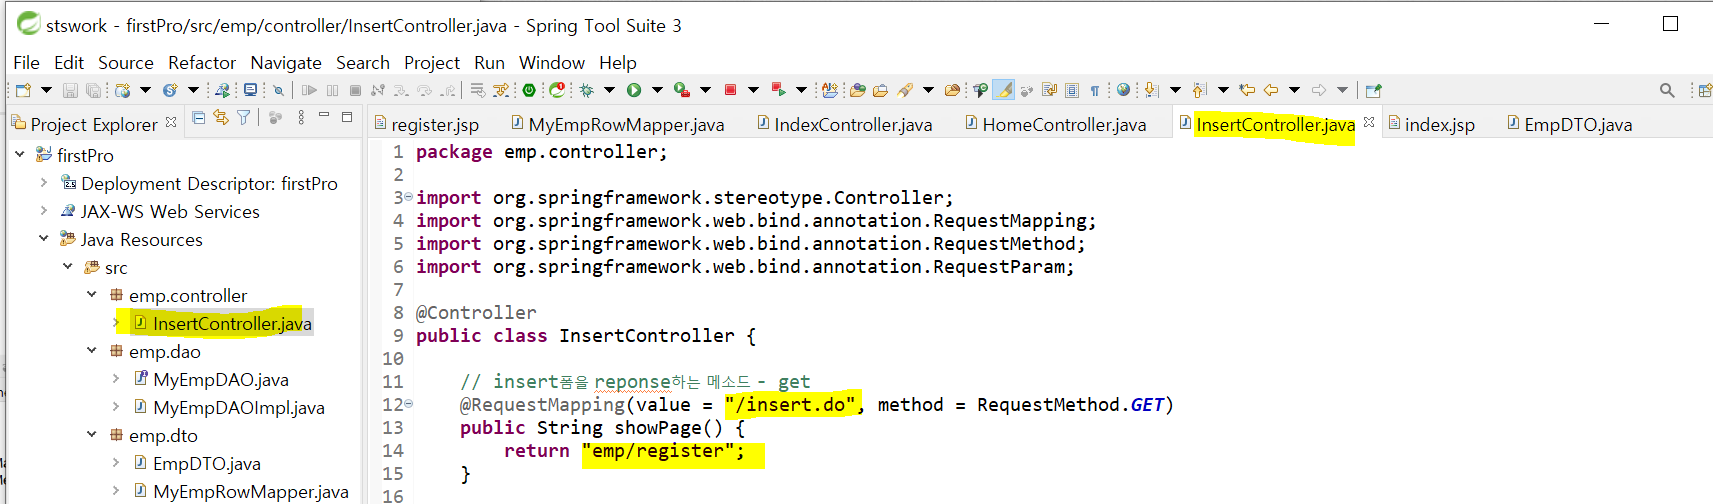 stswork - firstPro/src/emp/controller/InsertController.java - Spring Tool Suite 3
File Edit Source Refactor Navigate Search Project Run Window Help
Project Explorer
firstPro
Deployment Descriptor: firstPro
JAX-WS Web Services
Java Resources
src
emp.controller
InsertController.java
emp.dao
MyEmpDAO.java
MyEmpDAOImpl.java
emp.dto
EmpDTO.java
MyEmpRowMapper.java
register.jsp MyEmpRowMapper.java IndexController.java HomeController.java InsertController.java index.jsp EmpDTO.java
1 package emp.controller;
2
3 import org.springframework.stereotype.Controller;
4 import org.springframework.web.bind.annotation.RequestMapping;
5 import org.springframework.web.bind.annotation.RequestMethod;
6 import org.springframework.web.bind.annotation.RequestParam;
7
8 @Controller
9 public class InsertController {
10
11 // insert폼을 reponse하는 메소드 - get
12 @RequestMapping(value = "/insert.do", method = RequestMethod.GET)
13 public String showPage() {
14 return "emp/register";
15 }
16